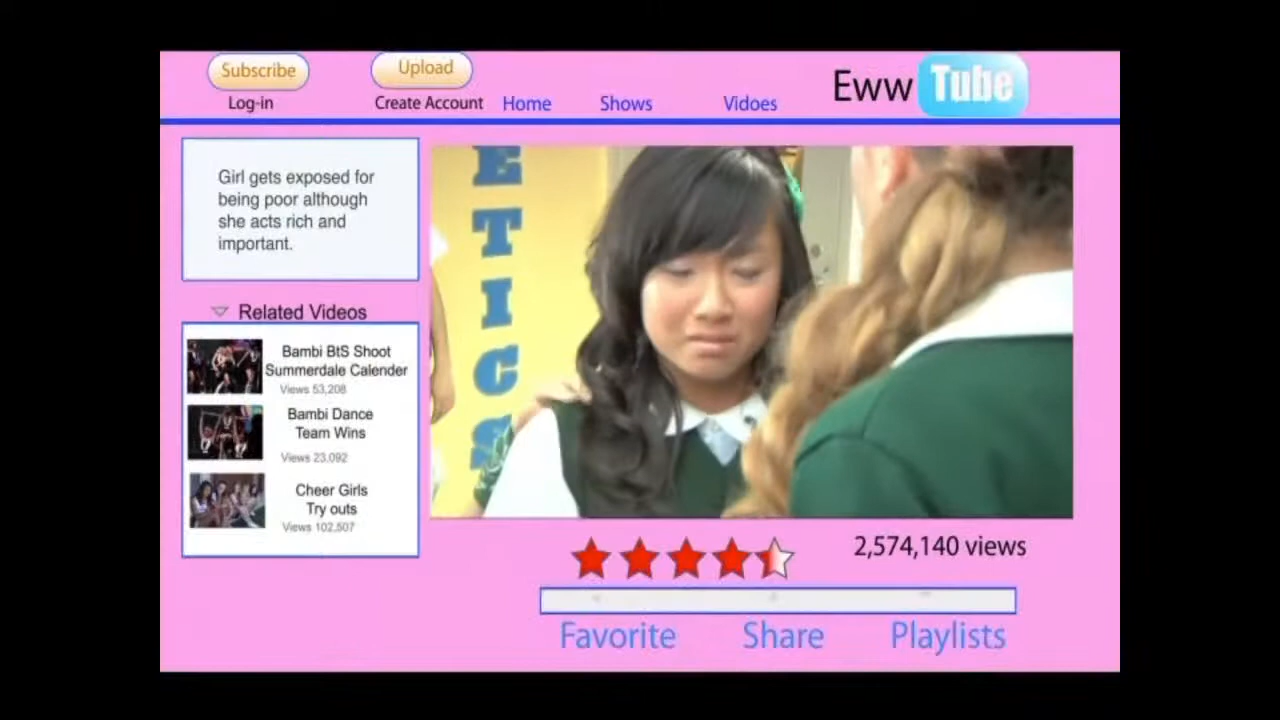 Subscribe
Upload
Eww Tube
Log-in
Create Account
Home
Shows
Vidoes
Girl gets exposed for
being poor although
she acts rich and
important.
Related Videos
Bambi BtS Shoot
Summerdale Calender
Views 53,208
Bambi Dance
Team Wins
Views 23,092
Cheer Girls
Try outs
Views 102,507
ETICS
2,574,140 views
Favorite
Share
Playlists